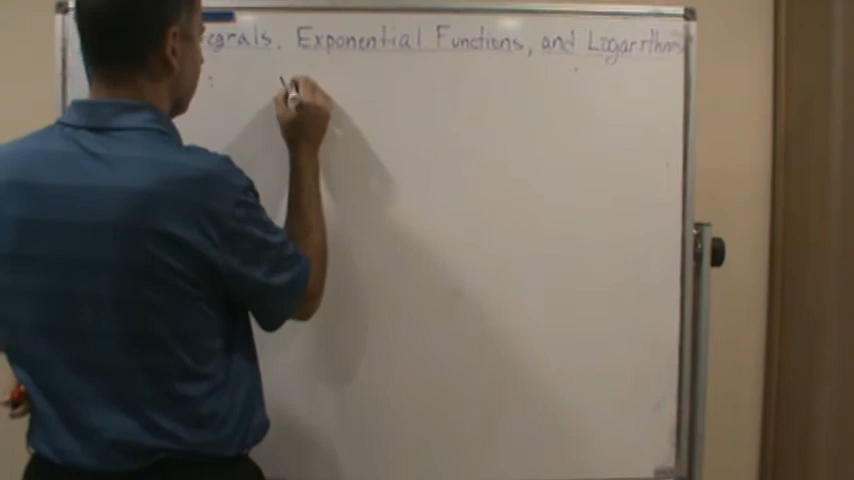 egrals, Exponential Functions, and Logarithms
: